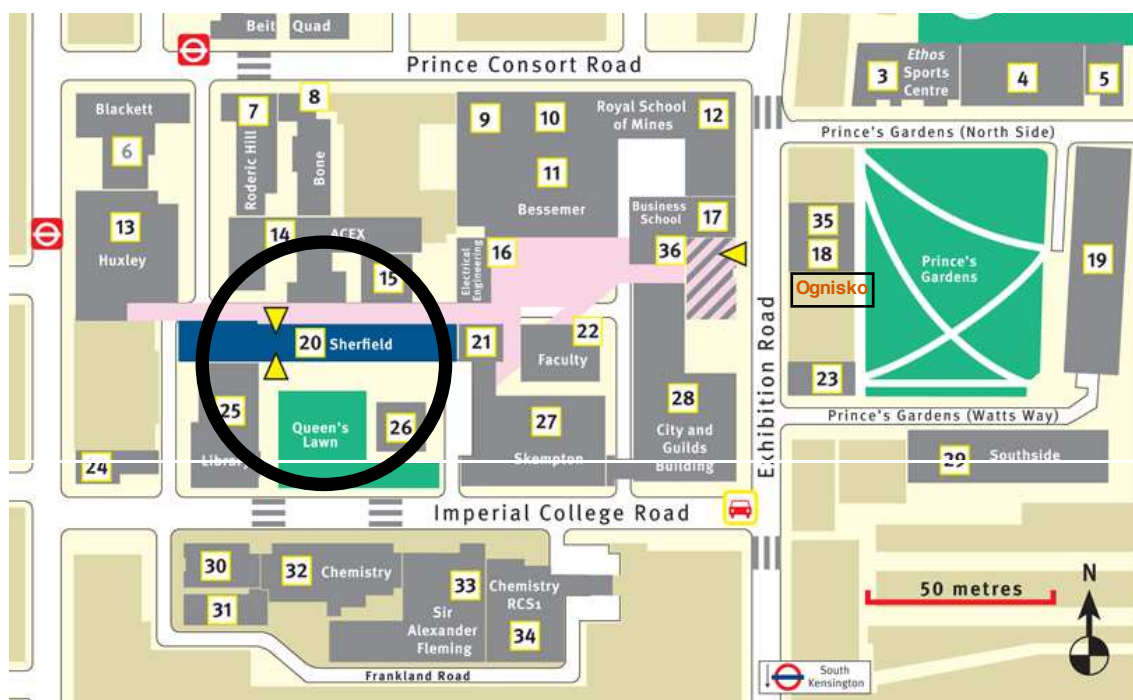 Beit Quad
Prince Consort Road
Blackett
6
7
8
Roderic Hill
Bone
9
10
Royal School
of Mines
12
11
Bessemer
3
Ethos
Sports
Centre
4
5
Prince's Gardens (North Side)
13
Huxley
14
ACEX
15
Electrical
Engineering
16
Business
School
17
36
35
18
Ognisko
Prince's
Gardens
19
20
Sherfield
21
22
Faculty
23
Exhibition Road
Prince's Gardens (Watts Way)
25
Library
Queen's
Lawn
26
27
Skempton
28
City and
Guilds
Building
24
29
Southside
Imperial College Road
30
31
32
Chemistry
33
Sir
Alexander
Fleming
Chemistry
RCS1
34
Frankland Road
50 metres
N
South
Kensington